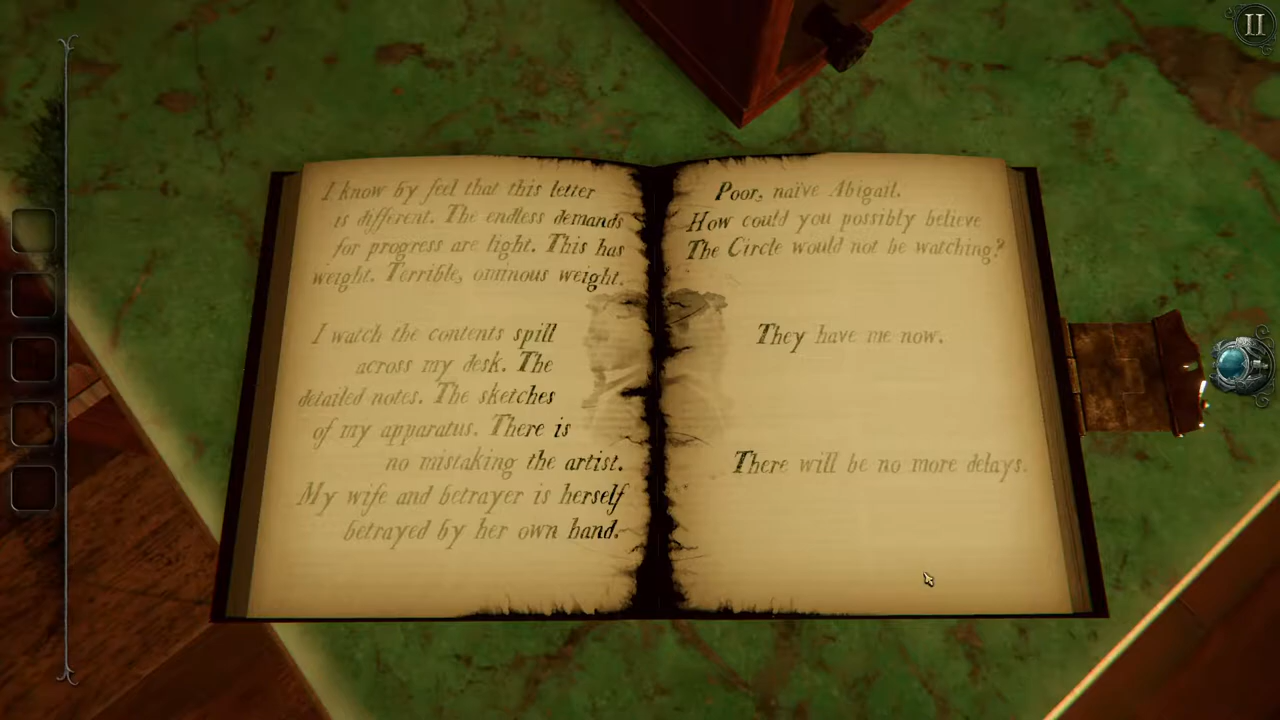 I know by feel that this letter
is different. The endless demands
for progress are light. This has
weight. Terrible, ominous weight.
I watch the contents spill
across my desk. The
detailed notes. The sketches
of my apparatus. There is
no mistaking the artist.
My wife and betrayer is herself
betrayed by her own hand.
Poor, naïve Abigail.
How could you possibly believe
The Circle would not be watching?
They have me now.
There will be no more delays.